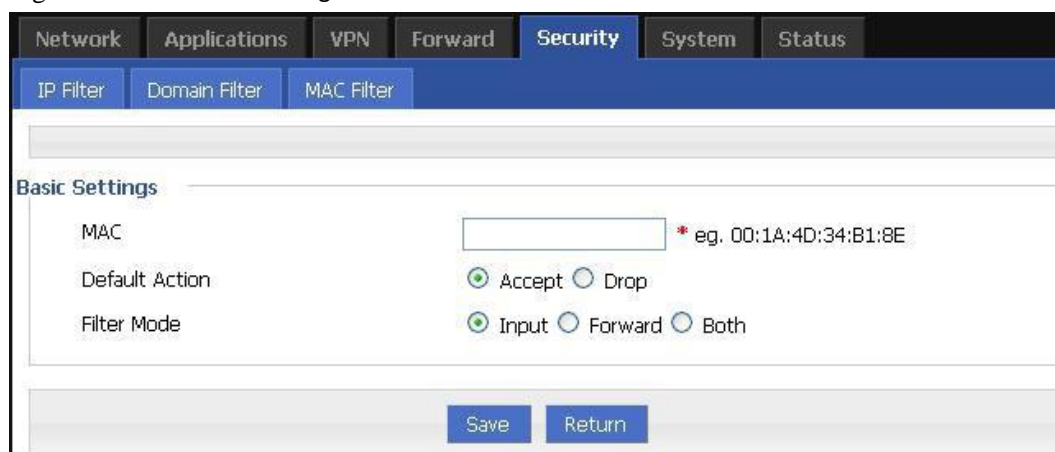 Network Applications VPN Forward Security System Status
IP Filter Domain Filter MAC Filter
Basic Settings
MAC * eg. 00:1A:4D:34:B1:8E
Default Action Accept Drop
Filter Mode Input Forward Both
Save Return